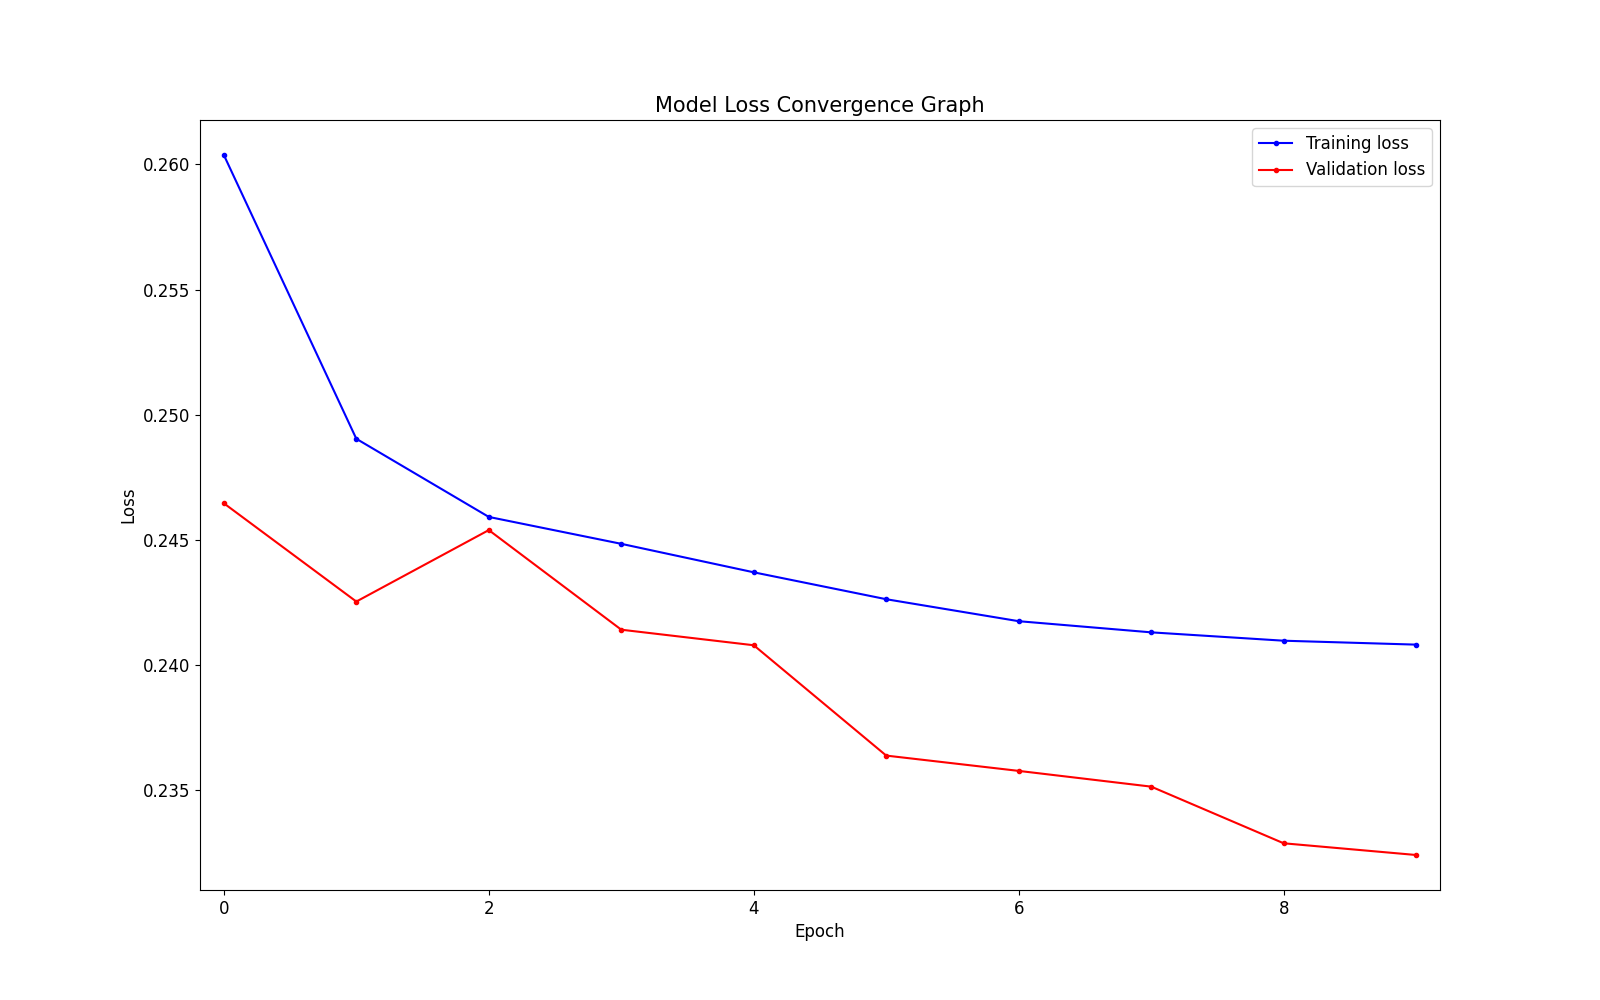 Model Loss Convergence Graph
Training loss
Validation loss
0.260
0.255
0.250
0.245
0.240
0.235
Loss
0 2 4 6 8
Epoch